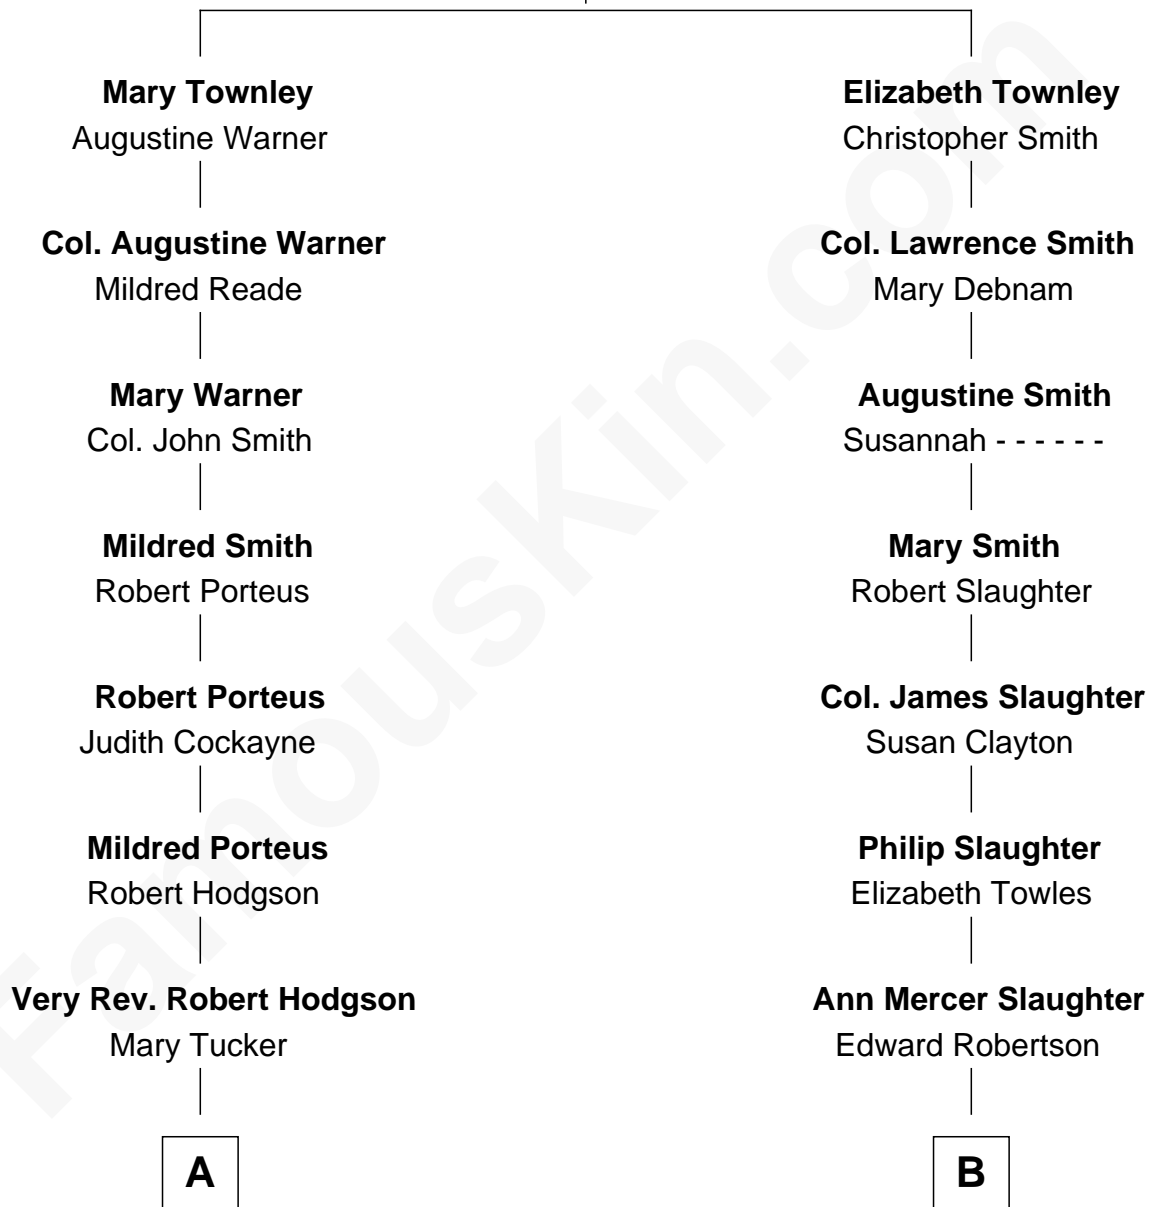 Mary Townley
Augustine Warner
Col. Augustine Warner
Mildred Reade
Mary Warner
Col. John Smith
Mildred Smith
Robert Porteus
Robert Porteus
Judith Cockayne
Mildred Porteus
Robert Hodgson
Very Rev. Robert Hodgson
Mary Tucker
A
Elizabeth Townley
Christopher Smith
Col. Lawrence Smith
Mary Debnam
Augustine Smith
Susannah - - - - - -
Mary Smith
Robert Slaughter
Col. James Slaughter
Susan Clayton
Philip Slaughter
Elizabeth Towles
Ann Mercer Slaughter
Edward Robertson
B
FamousKin.com